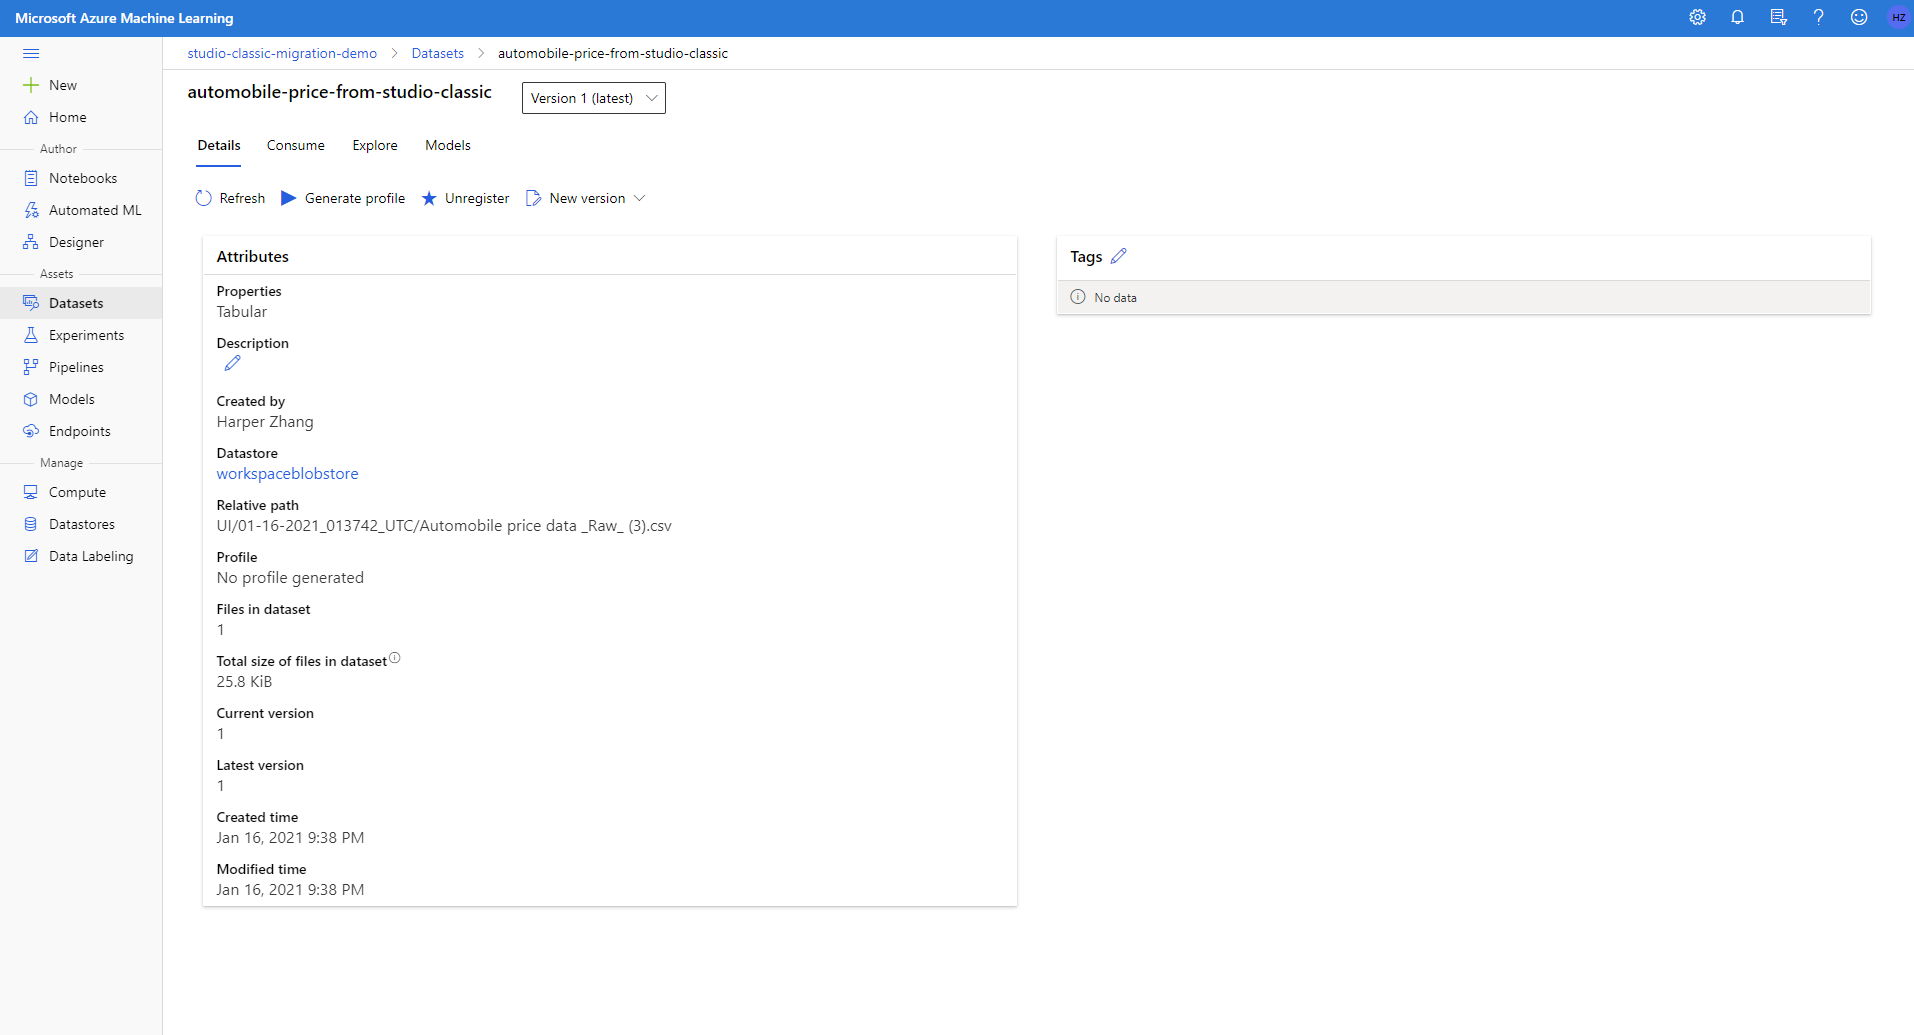 Microsoft Azure Machine Learning
HZ
studio-classic-migration-demo > Datasets > automobile-price-from-studio-classic
New
Home
Author
Notebooks
Automated ML
Designer
Assets
Datasets
Experiments
Pipelines
Models
Endpoints
Manage
Compute
Datastores
Data Labeling
automobile-price-from-studio-classic
Version 1 (latest)
Details Consume Explore Models
Refresh Generate profile Unregister New version
Attributes
Properties
Tabular
Description
Created by
Harper Zhang
Datastore
workspaceblobstore
Relative path
UI/01-16-2021_013742_UTC/Automobile price data _Raw_ (3).csv
Profile
No profile generated
Files in dataset
1
Total size of files in dataset
25.8 KiB
Current version
1
Latest version
1
Created time
Jan 16, 2021 9:38 PM
Modified time
Jan 16, 2021 9:38 PM
Tags
No data